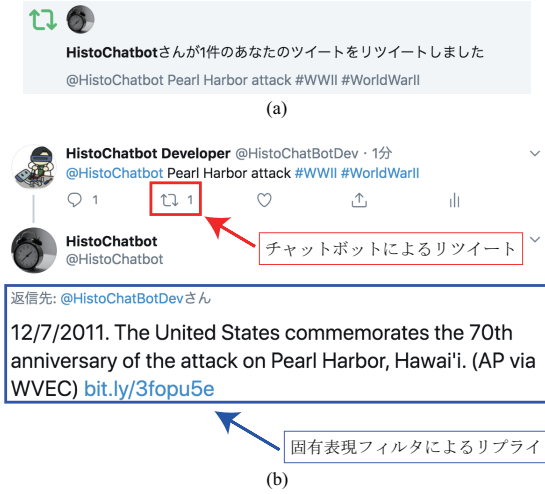 HistoChatbotさんが1件のあなたのツイートをリツイートしました
@HistoChatbot Pearl Harbor attack #WWII #WorldWarII
(a)
HistoChatbot Developer @HistoChatBotDev · 1分
@HistoChatbot Pearl Harbor attack #WWII #WorldWarII
1 1
HistoChatbot
@HistoChatbot
チャットボットによるリツイート
返信先: @HistoChatBotDevさん
12/7/2011. The United States commemorates the 70th
anniversary of the attack on Pearl Harbor, Hawai'i. (AP via
WVEC) bit.ly/3fopu5e
固有表現フィルタによるリプライ
(b)